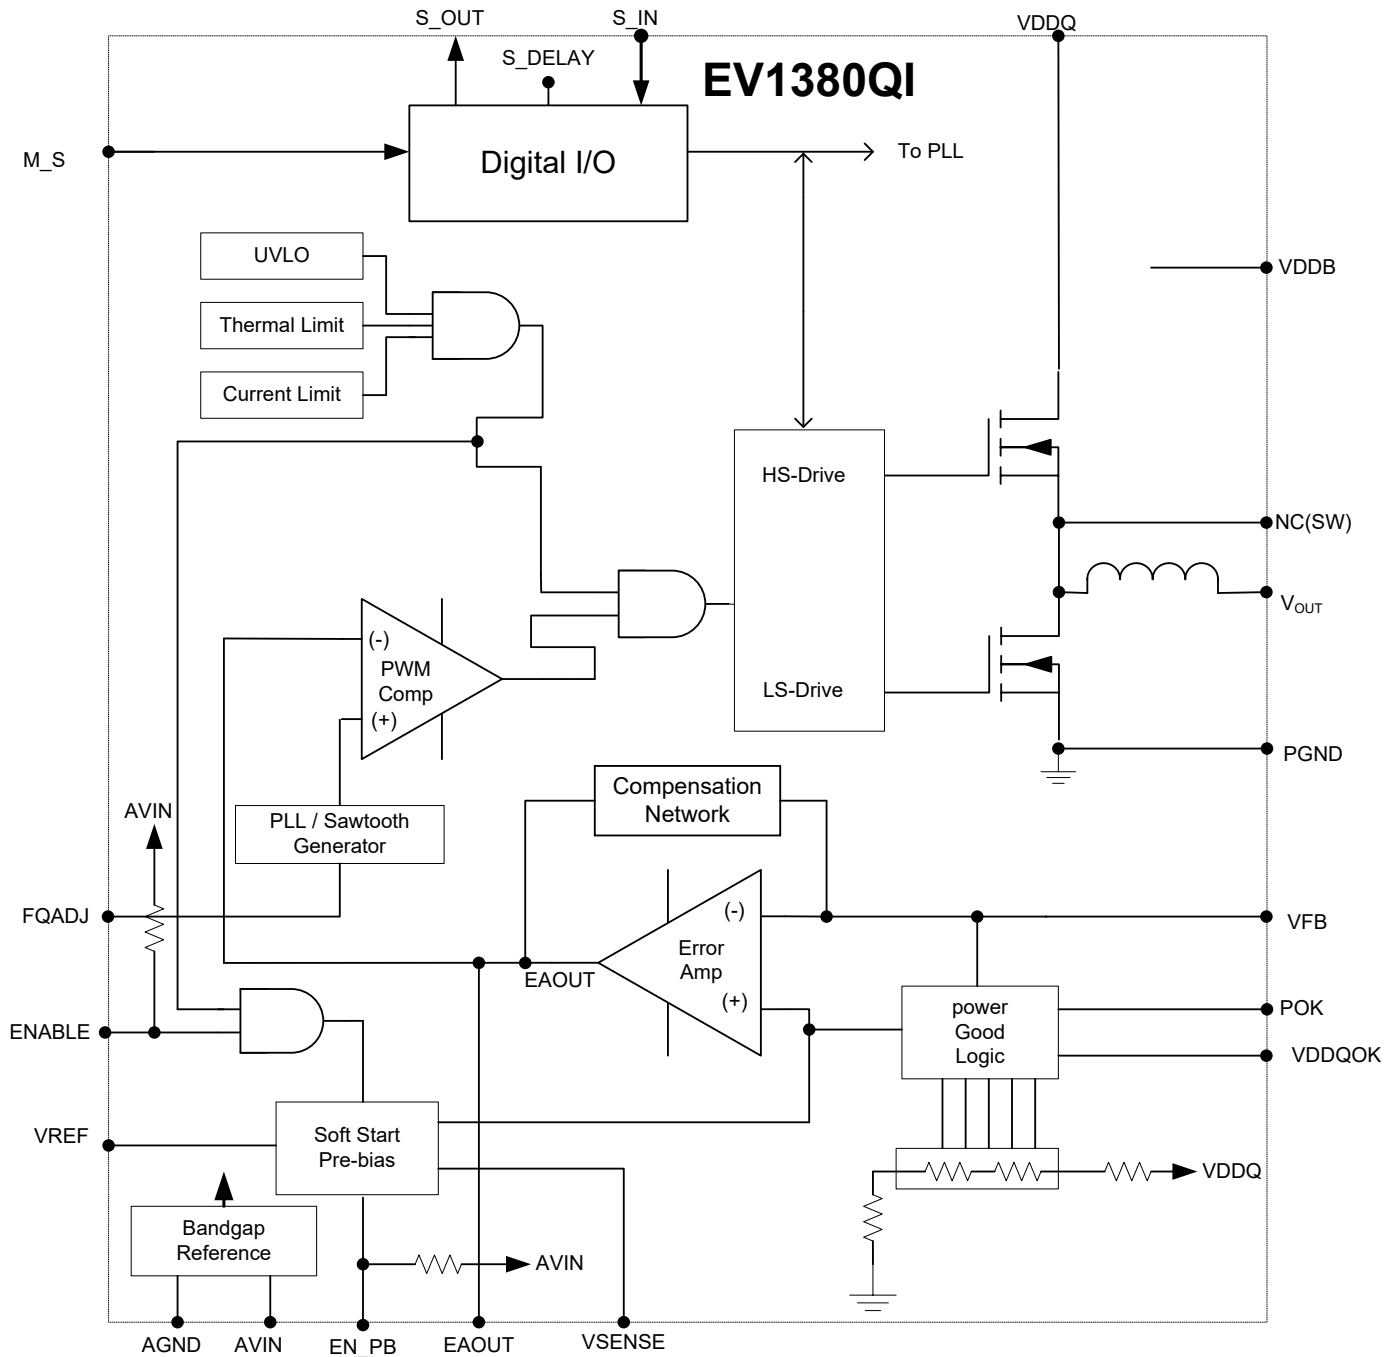 S_OUT
S_IN
VDDQ
S_DELAY
EV1380QI
M_S
Digital I/O
To PLL
UVLO
VDDB
Thermal Limit
Current Limit
HS-Drive
NC(SW)
VOUT
(-)
PWM
Comp
(+)
LS-Drive
PGND
Compensation
Network
AVIN
PLL / Sawtooth
Generator
FQADJ
(-)
VFB
Error
Amp
EAOUT
(+)
power
Good
Logic
POK
ENABLE
VDDQOK
VREF
Soft Start
Pre-bias
VDDQ
Bandgap
Reference
AVIN
AGND
AVIN
EN_PB
EAOUT
VSENSE